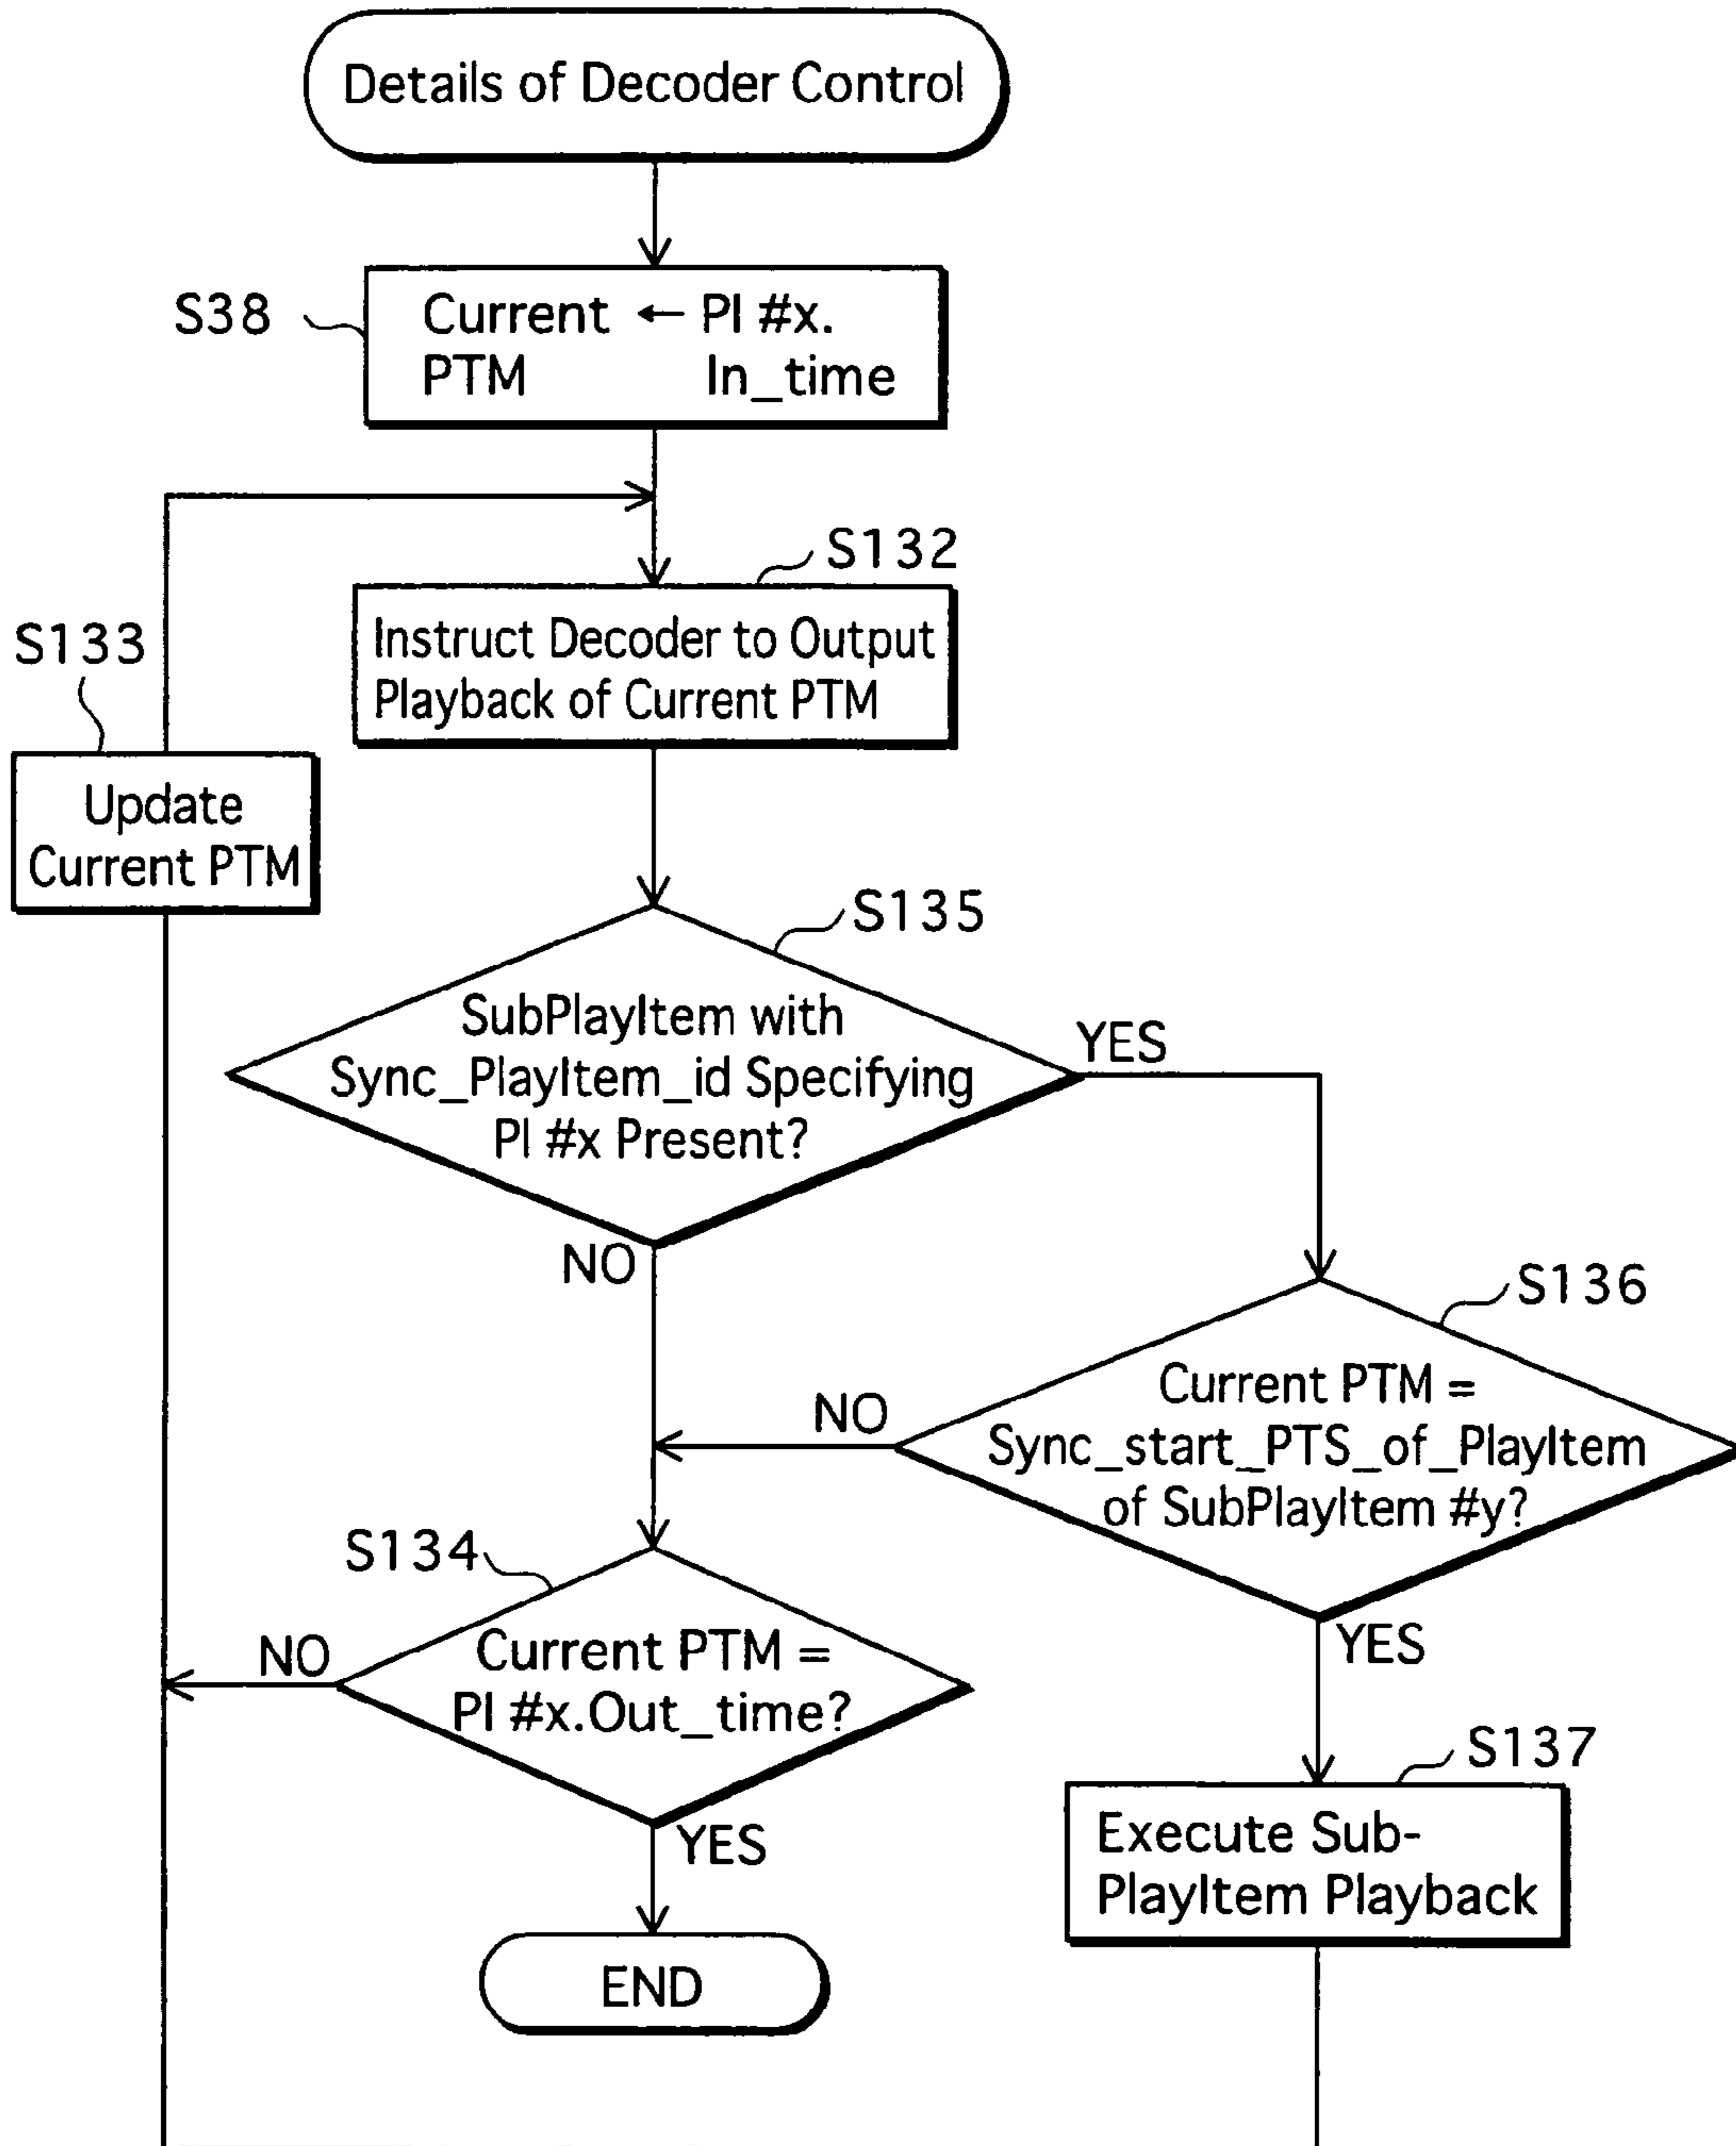 Details of Decoder Control
S38
Current ← PI #x.
PTM In_time
S132
Instruct Decoder to Output
Playback of Current PTM
S133
Update
Current PTM
S135
SubPlayItem with
Sync_PlayItem_id Specifying
PI #x Present?
YES
NO
S136
Current PTM =
Sync_start_PTS_of_PlayItem
of SubPlayItem #y?
NO
YES
S134
Current PTM =
PI #x.Out_time?
NO
YES
S137
Execute Sub-
PlayItem Playback
END